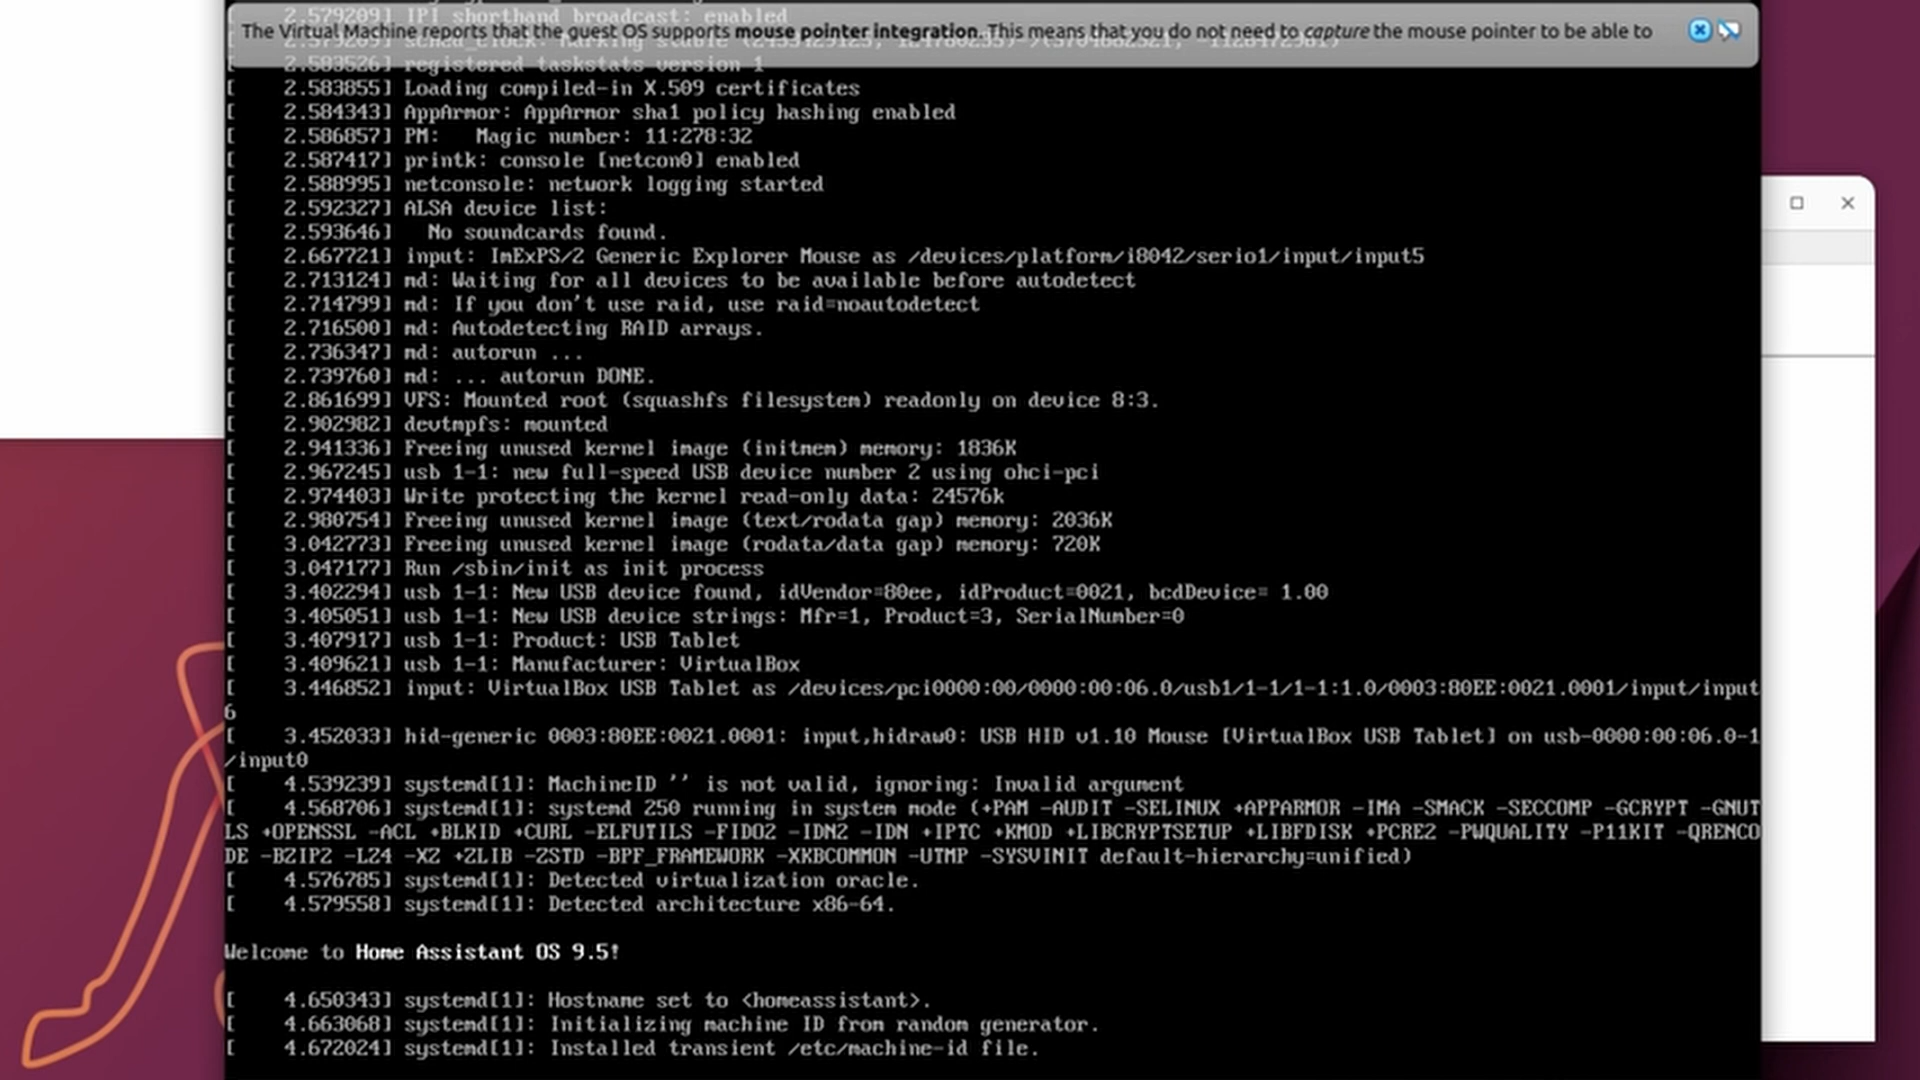 [    2.579209] IPI shorthand broadcast: enabled
The Virtual Machine reports that the guest OS supports mouse pointer integration. This means that you do not need to capture the mouse pointer to be able to
[    2.583526] registered taskstats version 1
[    2.583855] Loading compiled-in X.509 certificates
[    2.584343] AppArmor: AppArmor sha1 policy hashing enabled
[    2.586857] PM:   Magic number: 11:278:32
[    2.587417] printk: console [netcon0] enabled
[    2.588995] netconsole: network logging started
[    2.592327] ALSA device list:
[    2.593646]   No soundcards found.
[    2.667721] input: ImExPS/2 Generic Explorer Mouse as /devices/platform/i8042/serio1/input/input5
[    2.713124] md: Waiting for all devices to be available before autodetect
[    2.714799] md: If you don't use raid, use raid=noautodetect
[    2.716500] md: Autodetecting RAID arrays.
[    2.736347] md: autorun ...
[    2.739760] md: ... autorun DONE.
[    2.861699] VFS: Mounted root (squashfs filesystem) readonly on device 8:3.
[    2.902982] devtmpfs: mounted
[    2.941336] Freeing unused kernel image (initmem) memory: 1836K
[    2.967245] usb 1-1: new full-speed USB device number 2 using ohci-pci
[    2.974403] Write protecting the kernel read-only data: 24576k
[    2.980754] Freeing unused kernel image (text/rodata gap) memory: 2036K
[    3.042773] Freeing unused kernel image (rodata/data gap) memory: 720K
[    3.047177] Run /sbin/init as init process
[    3.402294] usb 1-1: New USB device found, idVendor=80ee, idProduct=0021, bcdDevice= 1.00
[    3.405051] usb 1-1: New USB device strings: Mfr=1, Product=3, SerialNumber=0
[    3.407917] usb 1-1: Product: USB Tablet
[    3.409621] usb 1-1: Manufacturer: VirtualBox
[    3.446852] input: VirtualBox USB Tablet as /devices/pci0000:00/0000:00:06.0/usb1/1-1/1-1:1.0/0003:80EE:0021.0001/input/input
6
[    3.452033] hid-generic 0003:80EE:0021.0001: input,hidraw0: USB HID v1.10 Mouse [VirtualBox USB Tablet] on usb-0000:00:06.0-1
/input0
[    4.539239] systemd[1]: MachineID '' is not valid, ignoring: Invalid argument
[    4.568706] systemd[1]: systemd 250 running in system mode (+PAM -AUDIT -SELINUX +APPARMOR -IMA -SMACK -SECCOMP -GCRYPT -GNUT
LS +OPENSSL -ACL +BLKID +CURL -ELFUTILS -FIDO2 -IDN2 -IDN +IPTC +KMOD +LIBCRYPTSETUP +LIBFDISK +PCRE2 -PWQUALITY -P11KIT -QRENCO
DE -BZIP2 -LZ4 -XZ +ZLIB -ZSTD -BPF_FRAMEWORK -XKBCOMMON -UTMP -SYSVINIT default-hierarchy=unified)
[    4.576785] systemd[1]: Detected virtualization oracle.
[    4.579558] systemd[1]: Detected architecture x86-64.
Welcome to Home Assistant OS 9.5!
[    4.650343] systemd[1]: Hostname set to <homeassistant>.
[    4.663068] systemd[1]: Initializing machine ID from random generator.
[    4.672024] systemd[1]: Installed transient /etc/machine-id file.